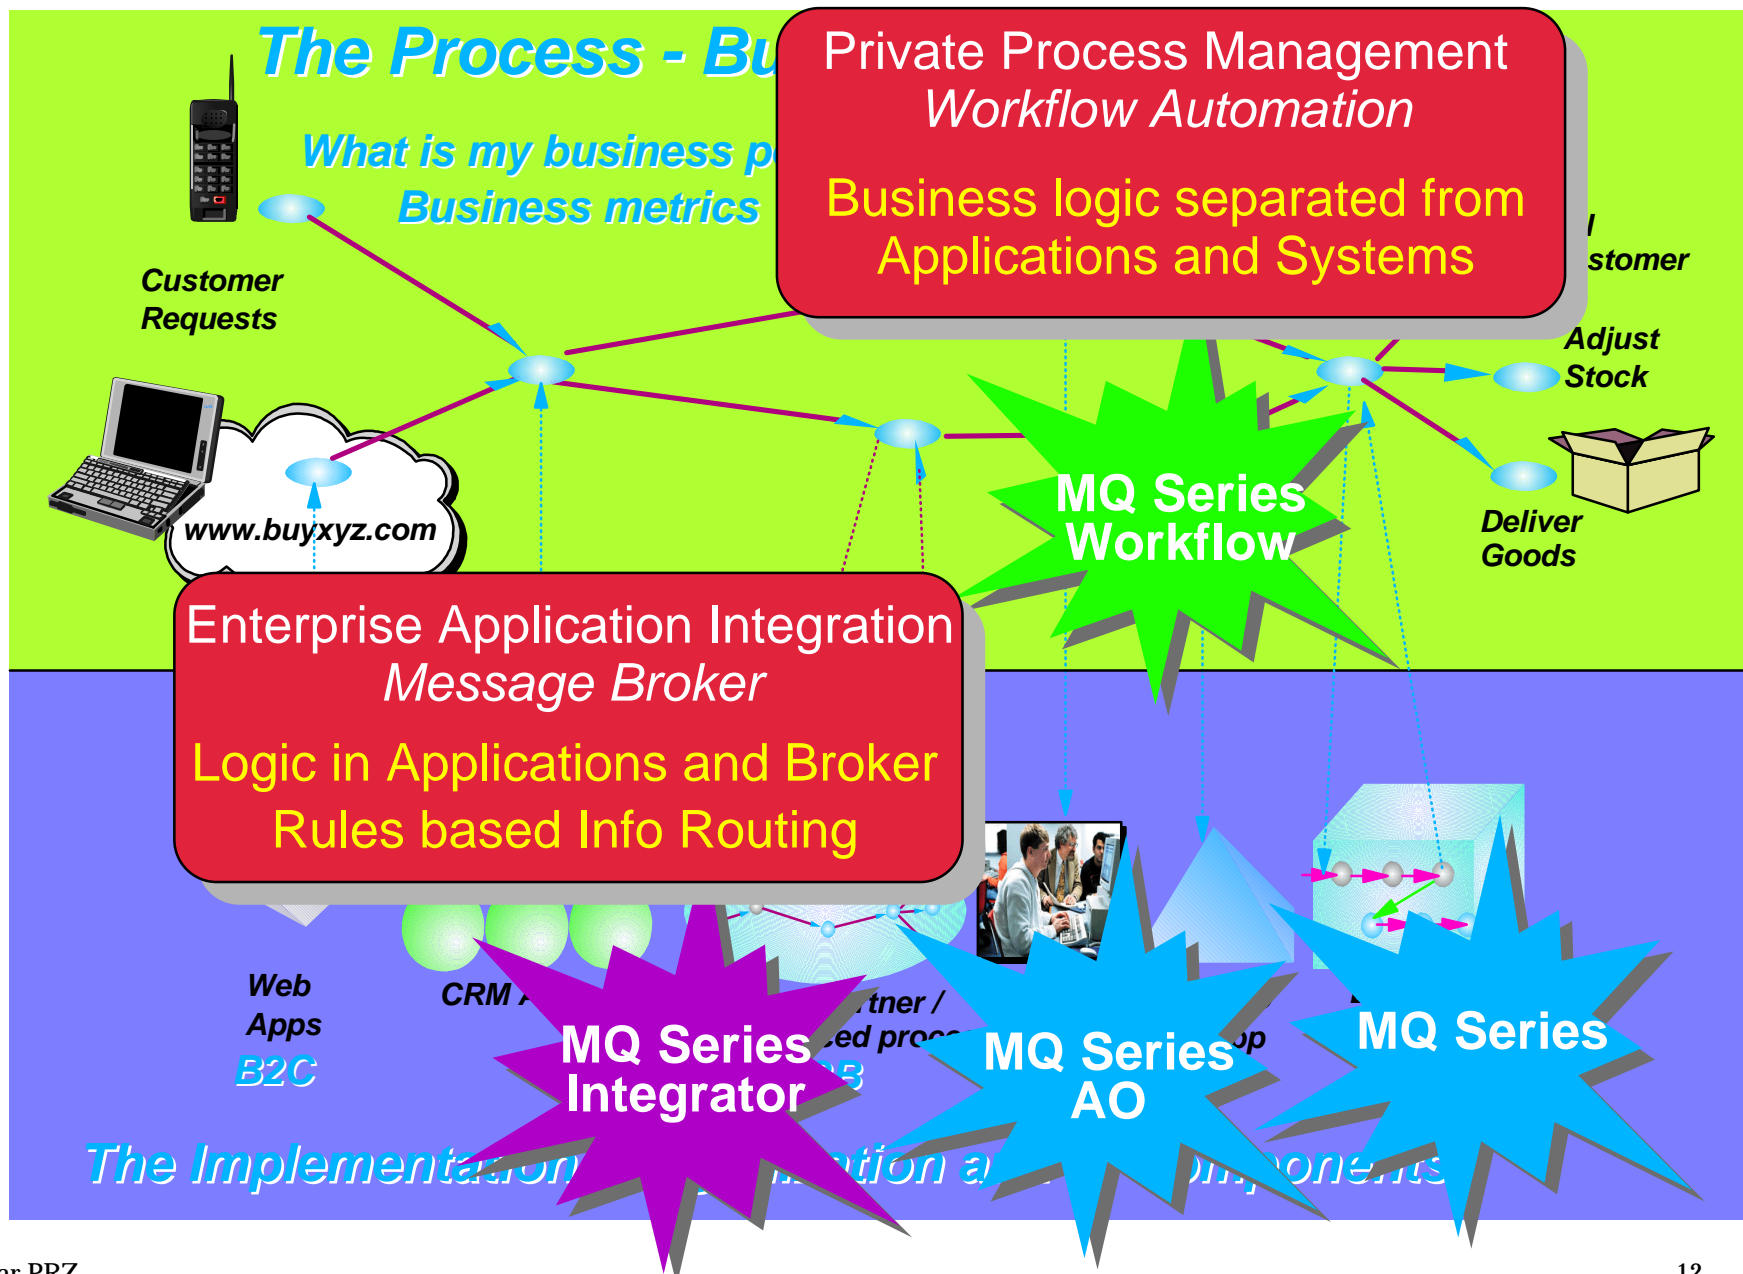 The Process -
Private Process Management
Workflow Automation
What is my business
Business metrics
Business logic separated from
Applications and Systems
Customer
Requests
Adjust
Stock
www.buyxyz.com
MQ Series
Workflow
Deliver
Goods
Enterprise Application Integration
Message Broker
Logic in Applications and Broker
Rules based Info Routing
Web
Apps
B2C
CRM
MQ Series
Integrator
MQ Series
AO
MQ Series
The
12